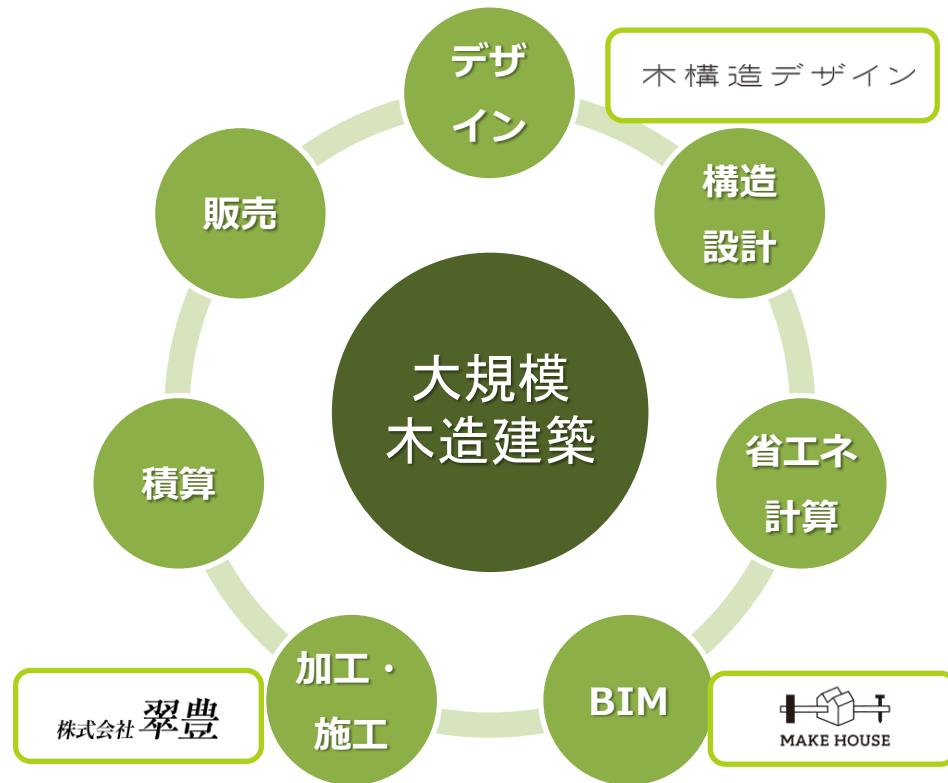 デザ
イン
木構造デザイン
構造
設計
販売
大規模
木造建築
省エネ
計算
積算
加工・
施工
BIM
株式会社 翠豊
MAKE HOUSE